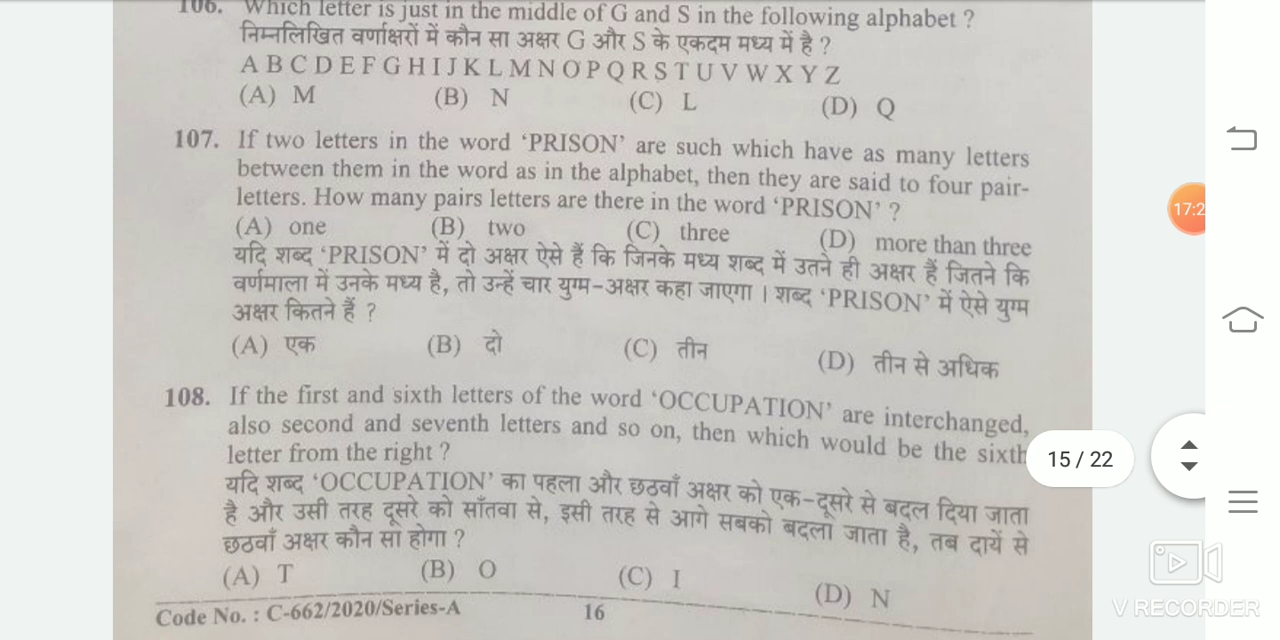 106. Which letter is just in the middle of G and S in the following alphabet ?
निम्नलिखित वर्णाक्षरों में कौन सा अक्षर G और S के एकदम मध्य में है ?
A B C D E F G H I J K L M N O P Q R S T U V W X Y Z
(A) M (B) N (C) L (D) Q
107. If two letters in the word ‘PRISON’ are such which have as many letters
between them in the word as in the alphabet, then they are said to four pair-
letters. How many pairs letters are there in the word ‘PRISON’ ?
(A) one (B) two (C) three (D) more than three
यदि शब्द ‘PRISON’ में दो अक्षर ऐसे हैं कि जिनके मध्य शब्द में उतने ही अक्षर हैं जितने कि
वर्णमाला में उनके मध्य है, तो उन्हें चार युग्म-अक्षर कहा जाएगा । शब्द ‘PRISON’ में ऐसे युग्म
अक्षर कितने हैं ?
(A) एक (B) दो (C) तीन (D) तीन से अधिक
108. If the first and sixth letters of the word ‘OCCUPATION’ are interchanged,
also second and seventh letters and so on, then which would be the sixth
letter from the right ?
यदि शब्द ‘OCCUPATION’ का पहला और छठवाँ अक्षर को एक-दूसरे से बदल दिया जाता
है और उसी तरह दूसरे को साँतवा से, इसी तरह से आगे सबको बदला जाता है, तब दायें से
छठवाँ अक्षर कौन सा होगा ?
(A) T (B) O (C) I (D) N
Code No. : C-662/2020/Series-A 16
17:2
15 / 22
V RECORDER